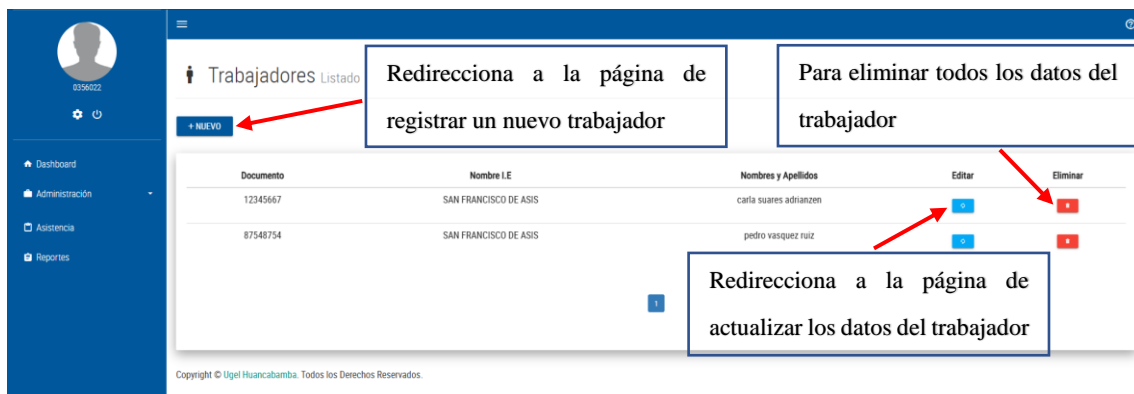 0356022
Dashboard
Administración
Asistencia
Reportes
Trabajadores Listado
+ NUEVO
Redirecciona a la página de
registrar un nuevo trabajador
Para eliminar todos los datos del
trabajador
Documento Nombre I.E Nombres y Apellidos Editar Eliminar
12345667 SAN FRANCISCO DE ASIS carla suares adrianzen
87548754 SAN FRANCISCO DE ASIS pedro vasquez ruiz
Redirecciona a la página de
actualizar los datos del trabajador
1
Copyright © Ugel Huancabamba. Todos los Derechos Reservados.